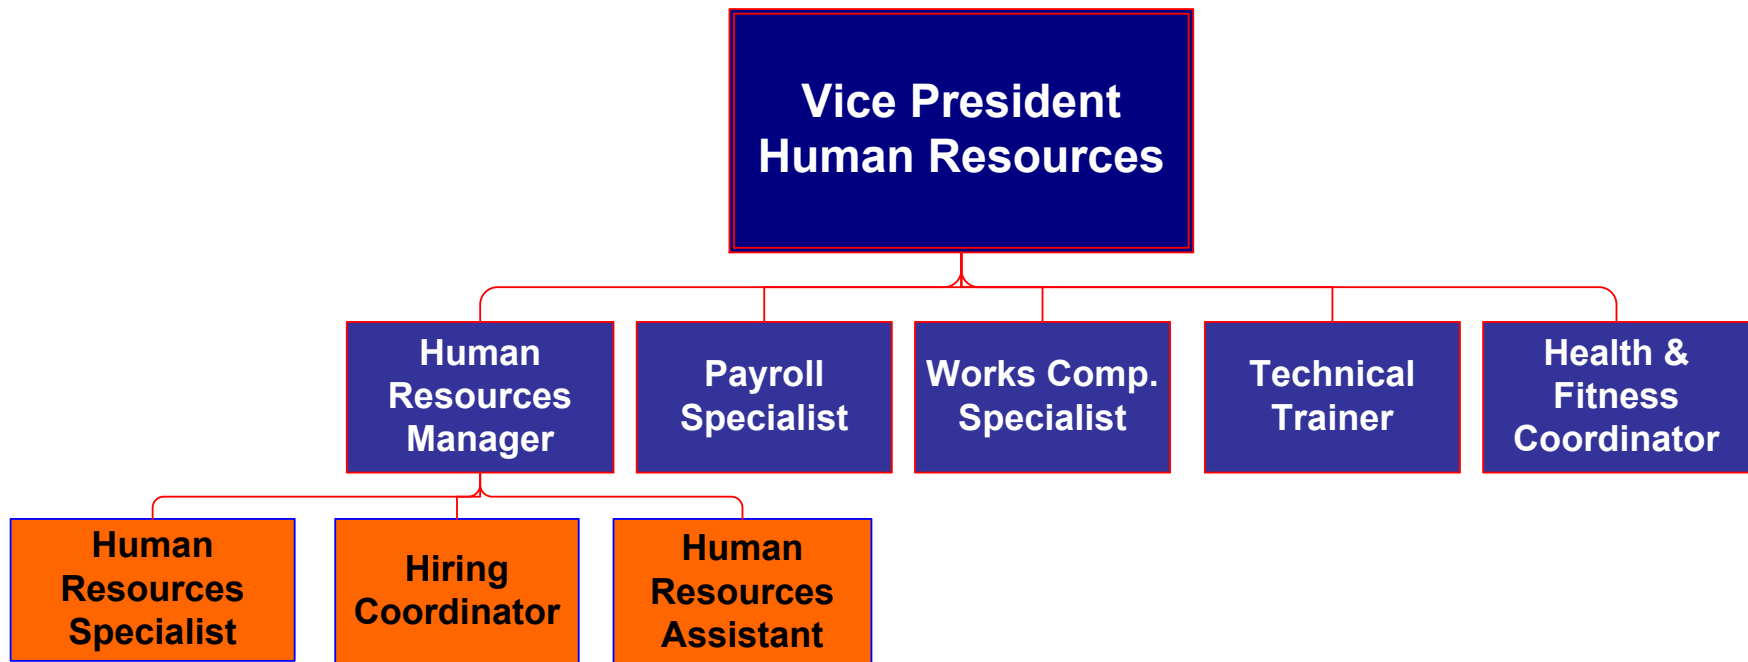 Vice President
Human Resources
Human
Resources
Manager
Payroll
Specialist
Works Comp.
Specialist
Technical
Trainer
Health &
Fitness
Coordinator
Human
Resources
Specialist
Hiring
Coordinator
Human
Resources
Assistant